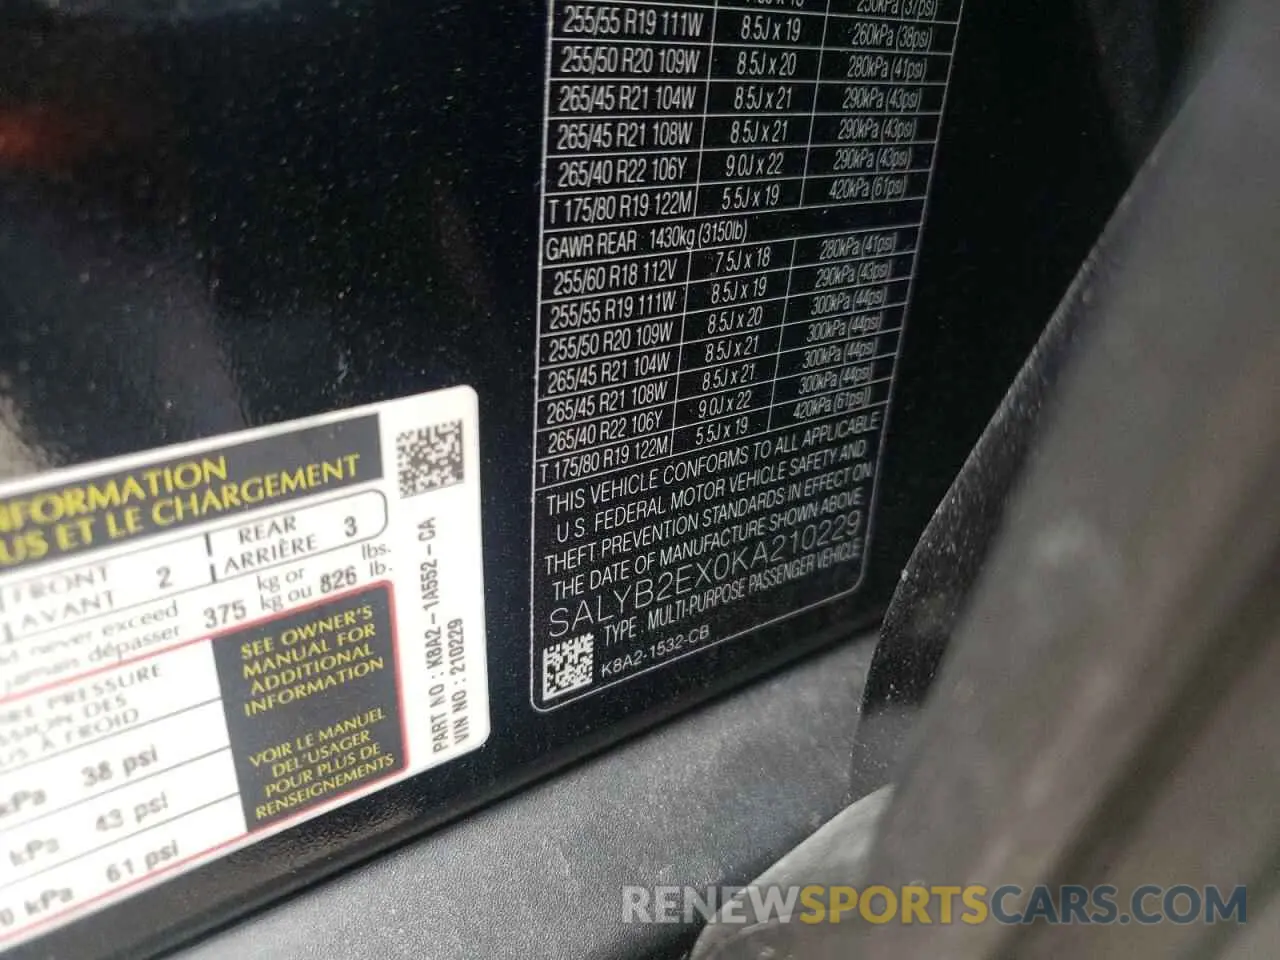 250kPa (37psi)
255/55 R19 111W 8.5J x 19 260kPa (38psi)
255/50 R20 109W 8.5J x 20 280kPa (41psi)
265/45 R21 104W 8.5J x 21 290kPa (43psi)
265/45 R21 108W 8.5J x 21 290kPa (43psi)
265/40 R22 106Y 9.0J x 22 290kPa (43psi)
T 175/80 R19 122M 5.5J x 19 420kPa (61psi)
GAWR REAR 1430kg (3150lb)
255/60 R18 112V 7.5J x 18 280kPa (41psi)
255/55 R19 111W 8.5J x 19 290kPa (43psi)
255/50 R20 109W 8.5J x 20 300kPa (44psi)
265/45 R21 104W 8.5J x 21 300kPa (44psi)
265/45 R21 108W 8.5J x 21 300kPa (44psi)
265/40 R22 106Y 9.0J x 22 300kPa (44psi)
T 175/80 R19 122M 5.5J x 19 420kPa (61psi)
THIS VEHICLE CONFORMS TO ALL APPLICABLE
U.S. FEDERAL MOTOR VEHICLE SAFETY AND
THEFT PREVENTION STANDARDS IN EFFECT ON
THE DATE OF MANUFACTURE SHOWN ABOVE
SALYB2EX0KA210229
TYPE : MULTI-PURPOSE PASSENGER VEHICLE
K8A2-1532-CB
NFORMATION
US ET LE CHARGEMENT
FRONT 2 REAR 3
AVANT ARRIÈRE
never exceed 375 kg or 826 lbs.
jamais dépasser kg ou lb.
PRESSURE
DES
À FROID
kPa 38 psi
kPa 43 psi
kPa 61 psi
SEE OWNER'S
MANUAL FOR
ADDITIONAL
INFORMATION
VOIR LE MANUEL
DEL'USAGER
POUR PLUS DE
RENSEIGNEMENTS
PART NO : K8A2-1A552-CA
VIN NO : 210229
RENEWSPORTSCARS.COM